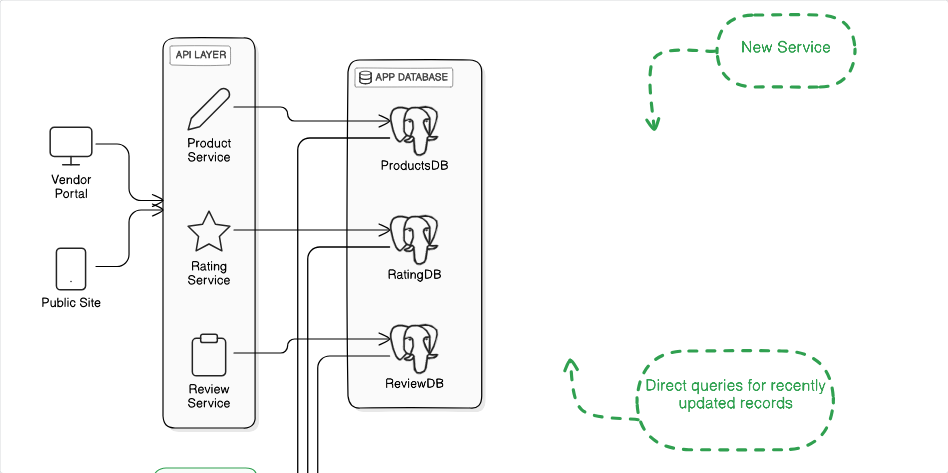 API LAYER
APP DATABASE
New Service
Product
Service
ProductsDB
Vendor
Portal
Rating
Service
RatingDB
Public Site
Review
Service
ReviewDB
Direct queries for recently
updated records